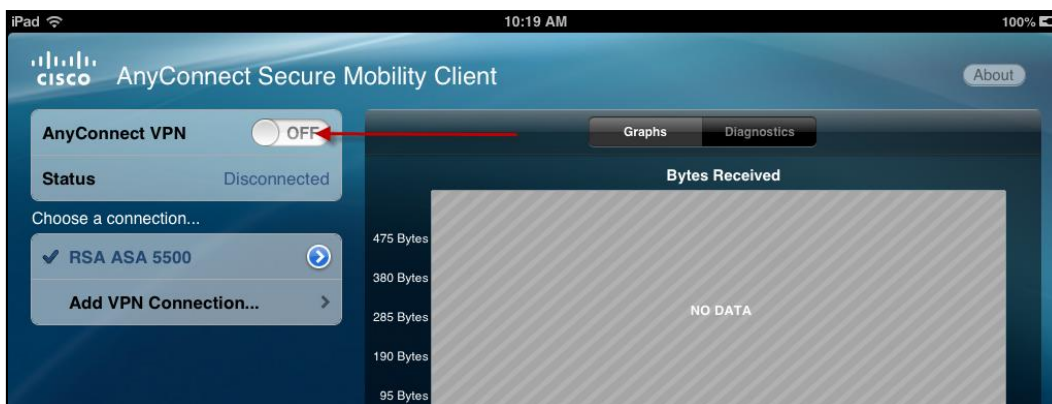 iPad 10:19 AM 100%
CISCO AnyConnect Secure Mobility Client About
AnyConnect VPN OFF
Status Disconnected
Choose a connection...
RSA ASA 5500
Add VPN Connection...
Graphs Diagnostics
Bytes Received
475 Bytes
380 Bytes
285 Bytes
190 Bytes
95 Bytes
NO DATA